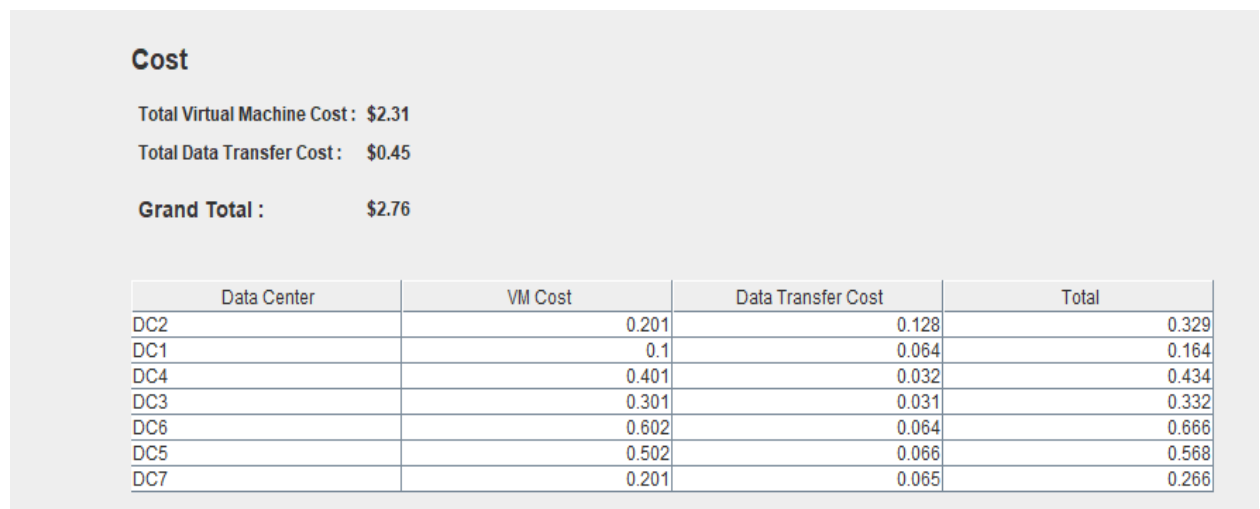 Cost
Total Virtual Machine Cost : $2.31
Total Data Transfer Cost : $0.45
Grand Total : $2.76
Data Center VM Cost Data Transfer Cost Total
DC2 0.201 0.128 0.329
DC1 0.1 0.064 0.164
DC4 0.401 0.032 0.434
DC3 0.301 0.031 0.332
DC6 0.602 0.064 0.666
DC5 0.502 0.066 0.568
DC7 0.201 0.065 0.266